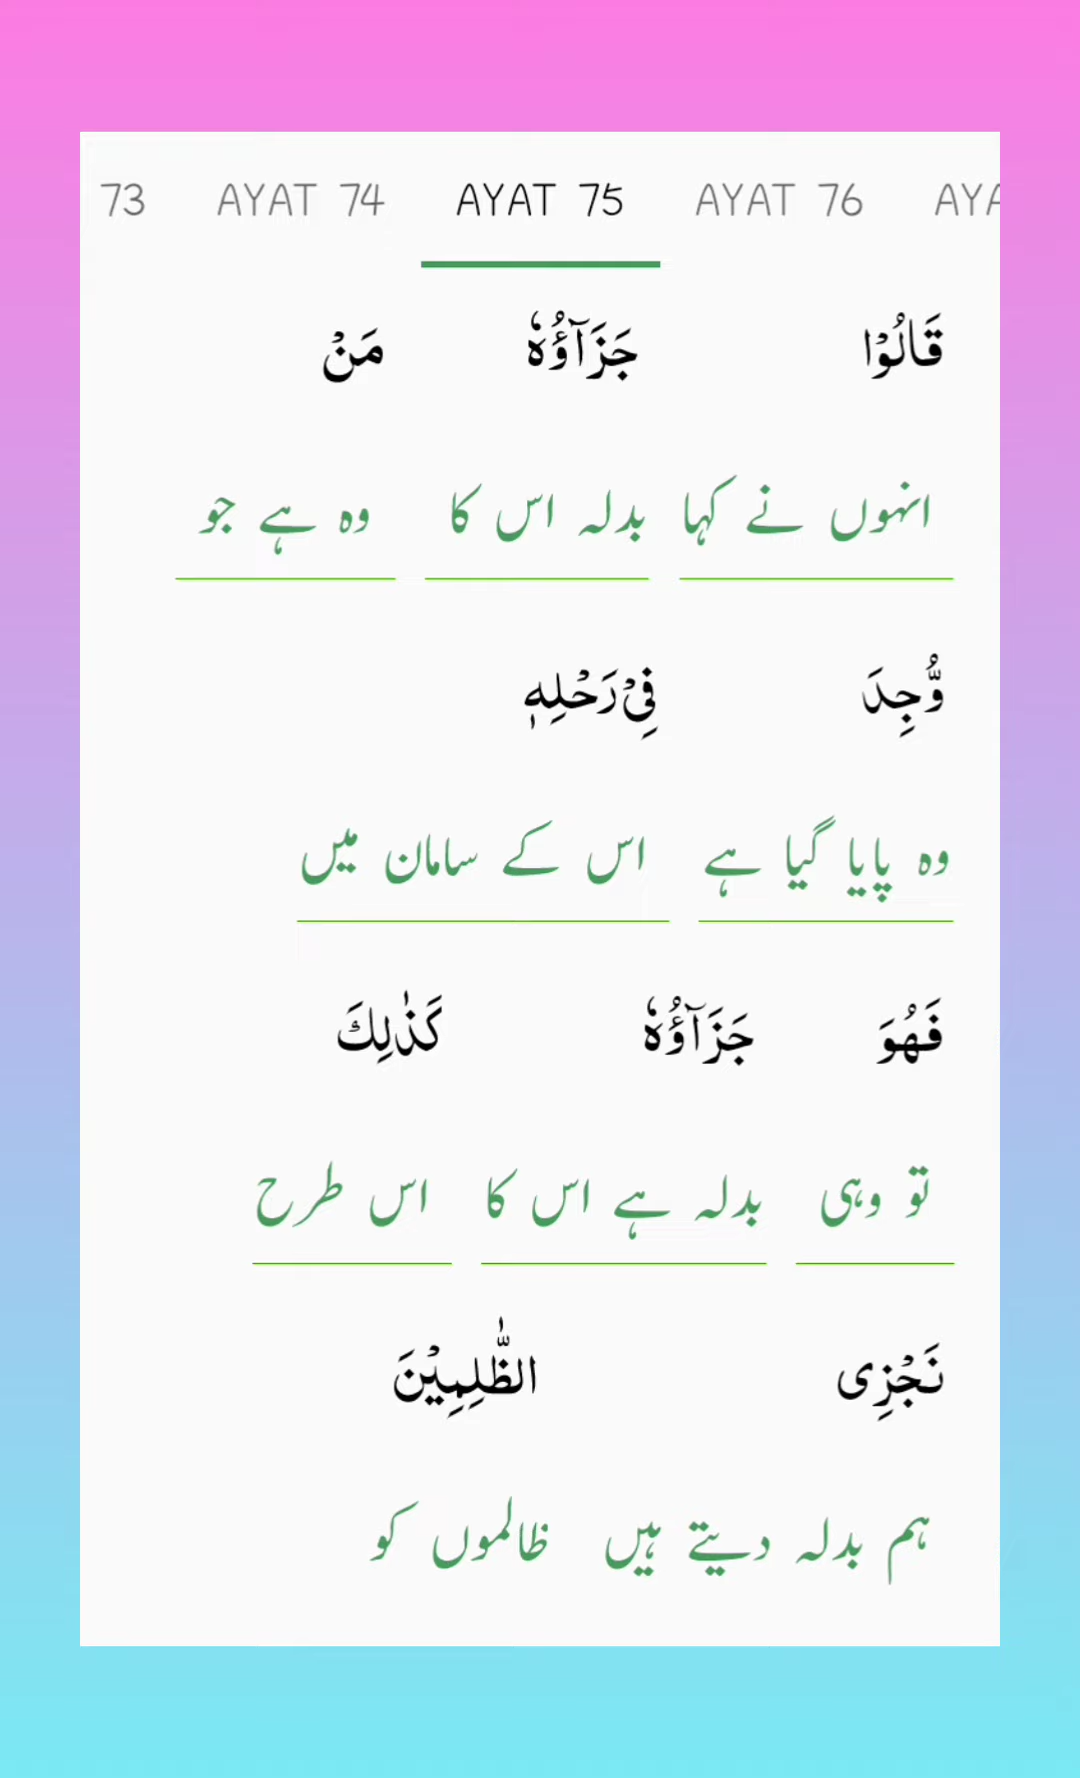 73 AYAT 74 AYAT 75 AYAT 76 AYA
قَالُوْا جَزَآؤُهٗ مَنْ
انہوں نے کہا بدلہ اس کا وہ ہے جو
وُّجِدَ فِیْ رَحْلِهٖ
وہ پایا گیا ہے اس کے سامان میں
فَهُوَ جَزَآؤُهٗ كَذٰلِكَ
تو وہی بدلہ ہے اس کا اس طرح
نَجْزِی الظّٰلِمِیْنَ
ہم بدلہ دیتے ہیں ظالموں کو